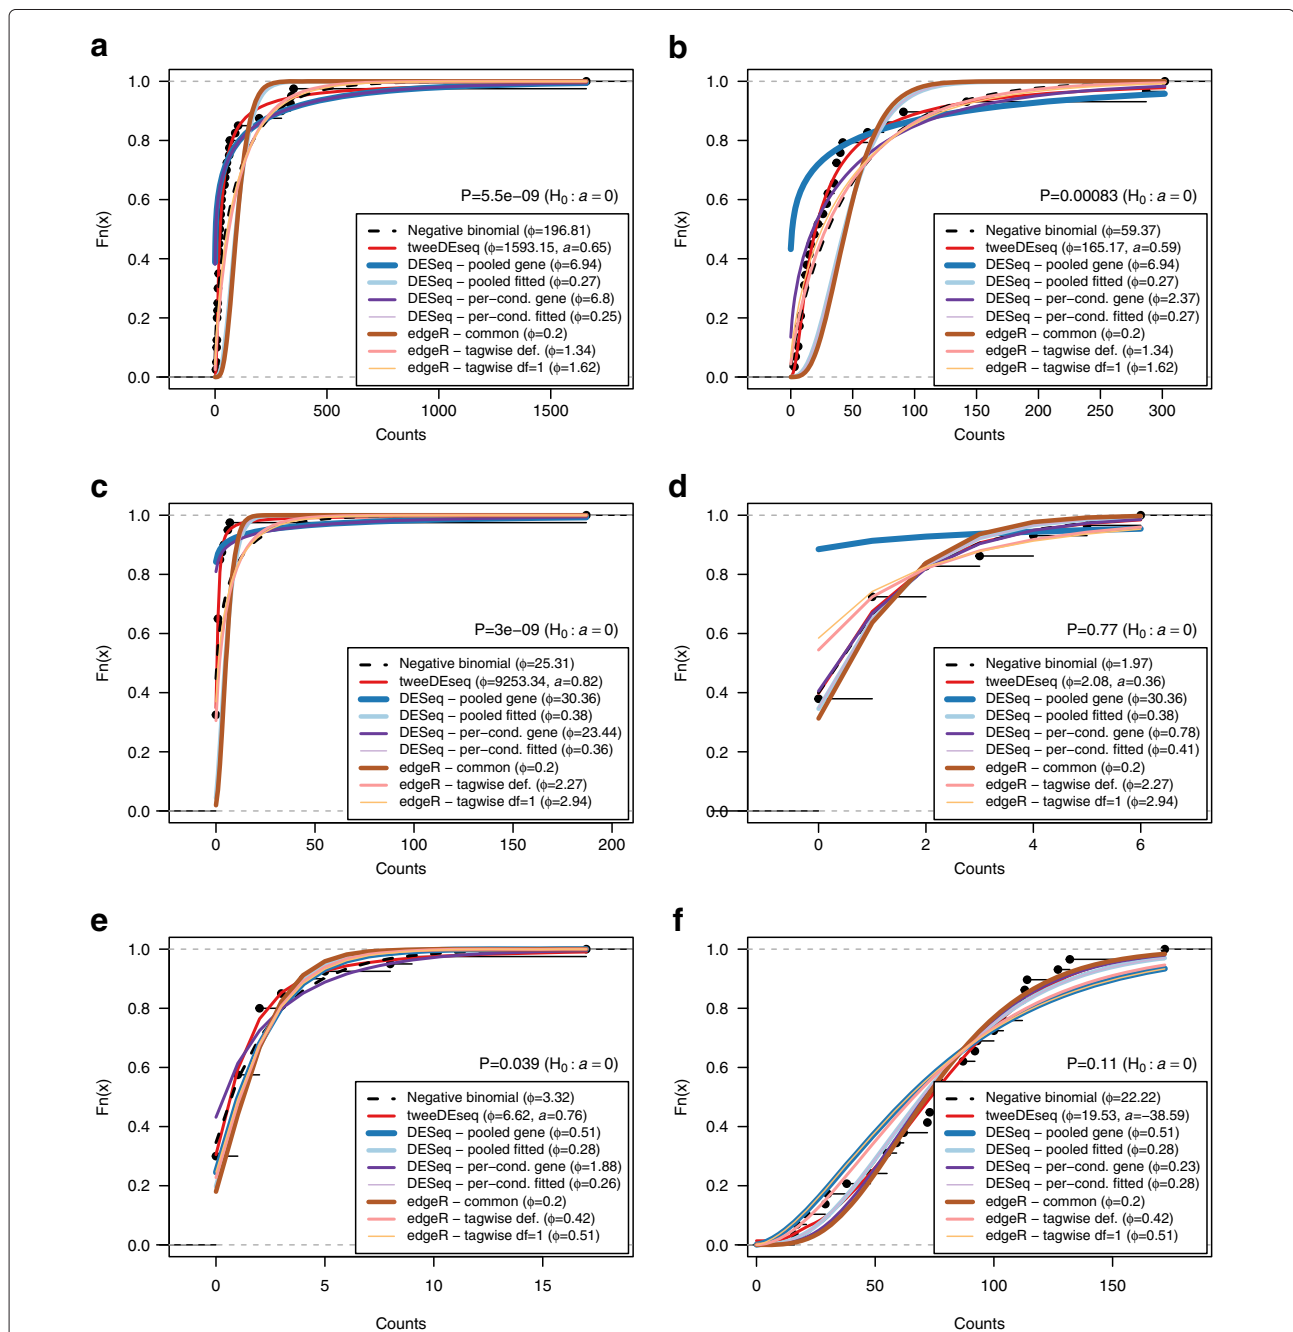 a
1.0
0.8
0.6
0.4
0.2
0.0
Fn(x)
P=5.5e−09 (H0 : a = 0)
Negative binomial (ϕ=196.81)
tweeDEseq (ϕ=1593.15, a=0.65)
DESeq − pooled gene (ϕ=6.94)
DESeq − pooled fitted (ϕ=0.27)
DESeq − per−cond. gene (ϕ=6.8)
DESeq − per−cond. fitted (ϕ=0.25)
edgeR − common (ϕ=0.2)
edgeR − tagwise def. (ϕ=1.34)
edgeR − tagwise df=1 (ϕ=1.62)
0 500 1000 1500
Counts
b
1.0
0.8
0.6
0.4
0.2
0.0
Fn(x)
P=0.00083 (H0 : a = 0)
Negative binomial (ϕ=59.37)
tweeDEseq (ϕ=165.17, a=0.59)
DESeq − pooled gene (ϕ=6.94)
DESeq − pooled fitted (ϕ=0.27)
DESeq − per−cond. gene (ϕ=2.37)
DESeq − per−cond. fitted (ϕ=0.27)
edgeR − common (ϕ=0.2)
edgeR − tagwise def. (ϕ=1.34)
edgeR − tagwise df=1 (ϕ=1.62)
0 50 100 150 200 250 300
Counts
c
1.0
0.8
0.6
0.4
0.2
0.0
Fn(x)
P=3e−09 (H0 : a = 0)
Negative binomial (ϕ=25.31)
tweeDEseq (ϕ=9253.34, a=0.82)
DESeq − pooled gene (ϕ=30.36)
DESeq − pooled fitted (ϕ=0.38)
DESeq − per−cond. gene (ϕ=23.44)
DESeq − per−cond. fitted (ϕ=0.36)
edgeR − common (ϕ=0.2)
edgeR − tagwise def. (ϕ=2.27)
edgeR − tagwise df=1 (ϕ=2.94)
0 50 100 150 200
Counts
d
1.0
0.8
0.6
0.4
0.2
0.0
Fn(x)
P=0.77 (H0 : a = 0)
Negative binomial (ϕ=1.97)
tweeDEseq (ϕ=2.08, a=0.36)
DESeq − pooled gene (ϕ=30.36)
DESeq − pooled fitted (ϕ=0.38)
DESeq − per−cond. gene (ϕ=0.78)
DESeq − per−cond. fitted (ϕ=0.41)
edgeR − common (ϕ=0.2)
edgeR − tagwise def. (ϕ=2.27)
edgeR − tagwise df=1 (ϕ=2.94)
0 2 4 6
Counts
e
1.0
0.8
0.6
0.4
0.2
0.0
Fn(x)
P=0.039 (H0 : a = 0)
Negative binomial (ϕ=3.32)
tweeDEseq (ϕ=6.62, a=0.76)
DESeq − pooled gene (ϕ=0.51)
DESeq − pooled fitted (ϕ=0.28)
DESeq − per−cond. gene (ϕ=1.88)
DESeq − per−cond. fitted (ϕ=0.26)
edgeR − common (ϕ=0.2)
edgeR − tagwise def. (ϕ=0.42)
edgeR − tagwise df=1 (ϕ=0.51)
0 5 10 15
Counts
f
1.0
0.8
0.6
0.4
0.2
0.0
Fn(x)
P=0.11 (H0 : a = 0)
Negative binomial (ϕ=22.22)
tweeDEseq (ϕ=19.53, a=−38.59)
DESeq − pooled gene (ϕ=0.51)
DESeq − pooled fitted (ϕ=0.28)
DESeq − per−cond. gene (ϕ=0.23)
DESeq − per−cond. fitted (ϕ=0.28)
edgeR − common (ϕ=0.2)
edgeR − tagwise def. (ϕ=0.42)
edgeR − tagwise df=1 (ϕ=0.51)
0 50 100 150
Counts